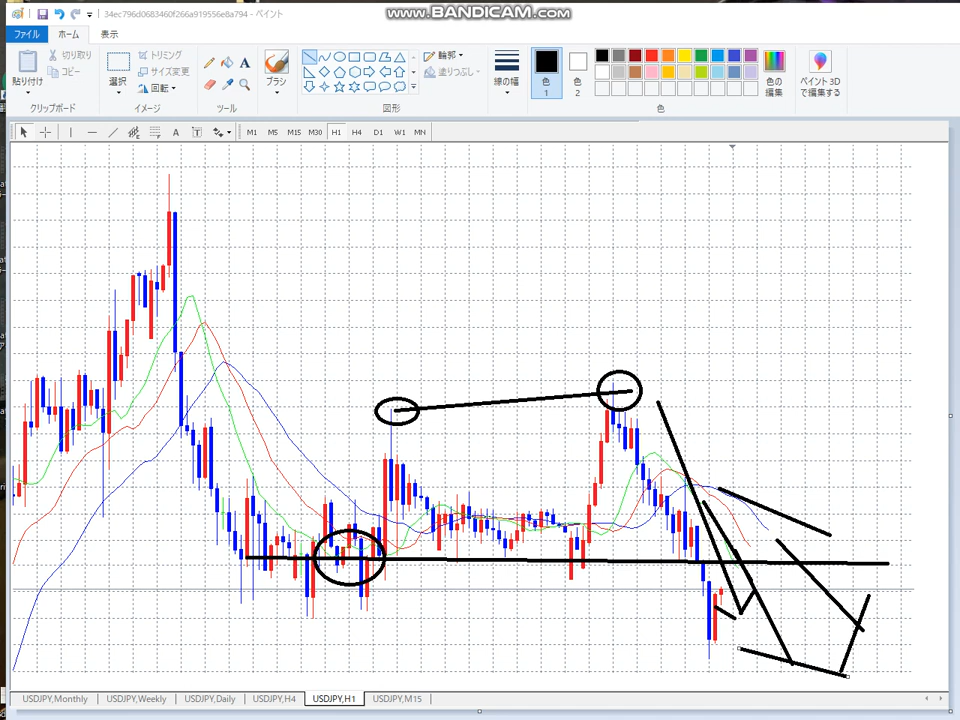 www.BANDICAM.com
34ec796d0683460f266a919556e8a794 - ペイント
ファイル ホーム 表示
貼り付け 切り取り コピー クリップボード
選択 トリミング サイズ変更 回転 イメージ
A ツール
ブラシ
輪郭 塗りつぶし 図形
線の幅
色 1 色 2 色の編集 色
ペイント 3D で編集する
A T M1 M5 M15 M30 H1 H4 D1 W1 MN
USDJPY,Monthly USDJPY,Weekly USDJPY,Daily USDJPY,H4 USDJPY,H1 USDJPY,M15